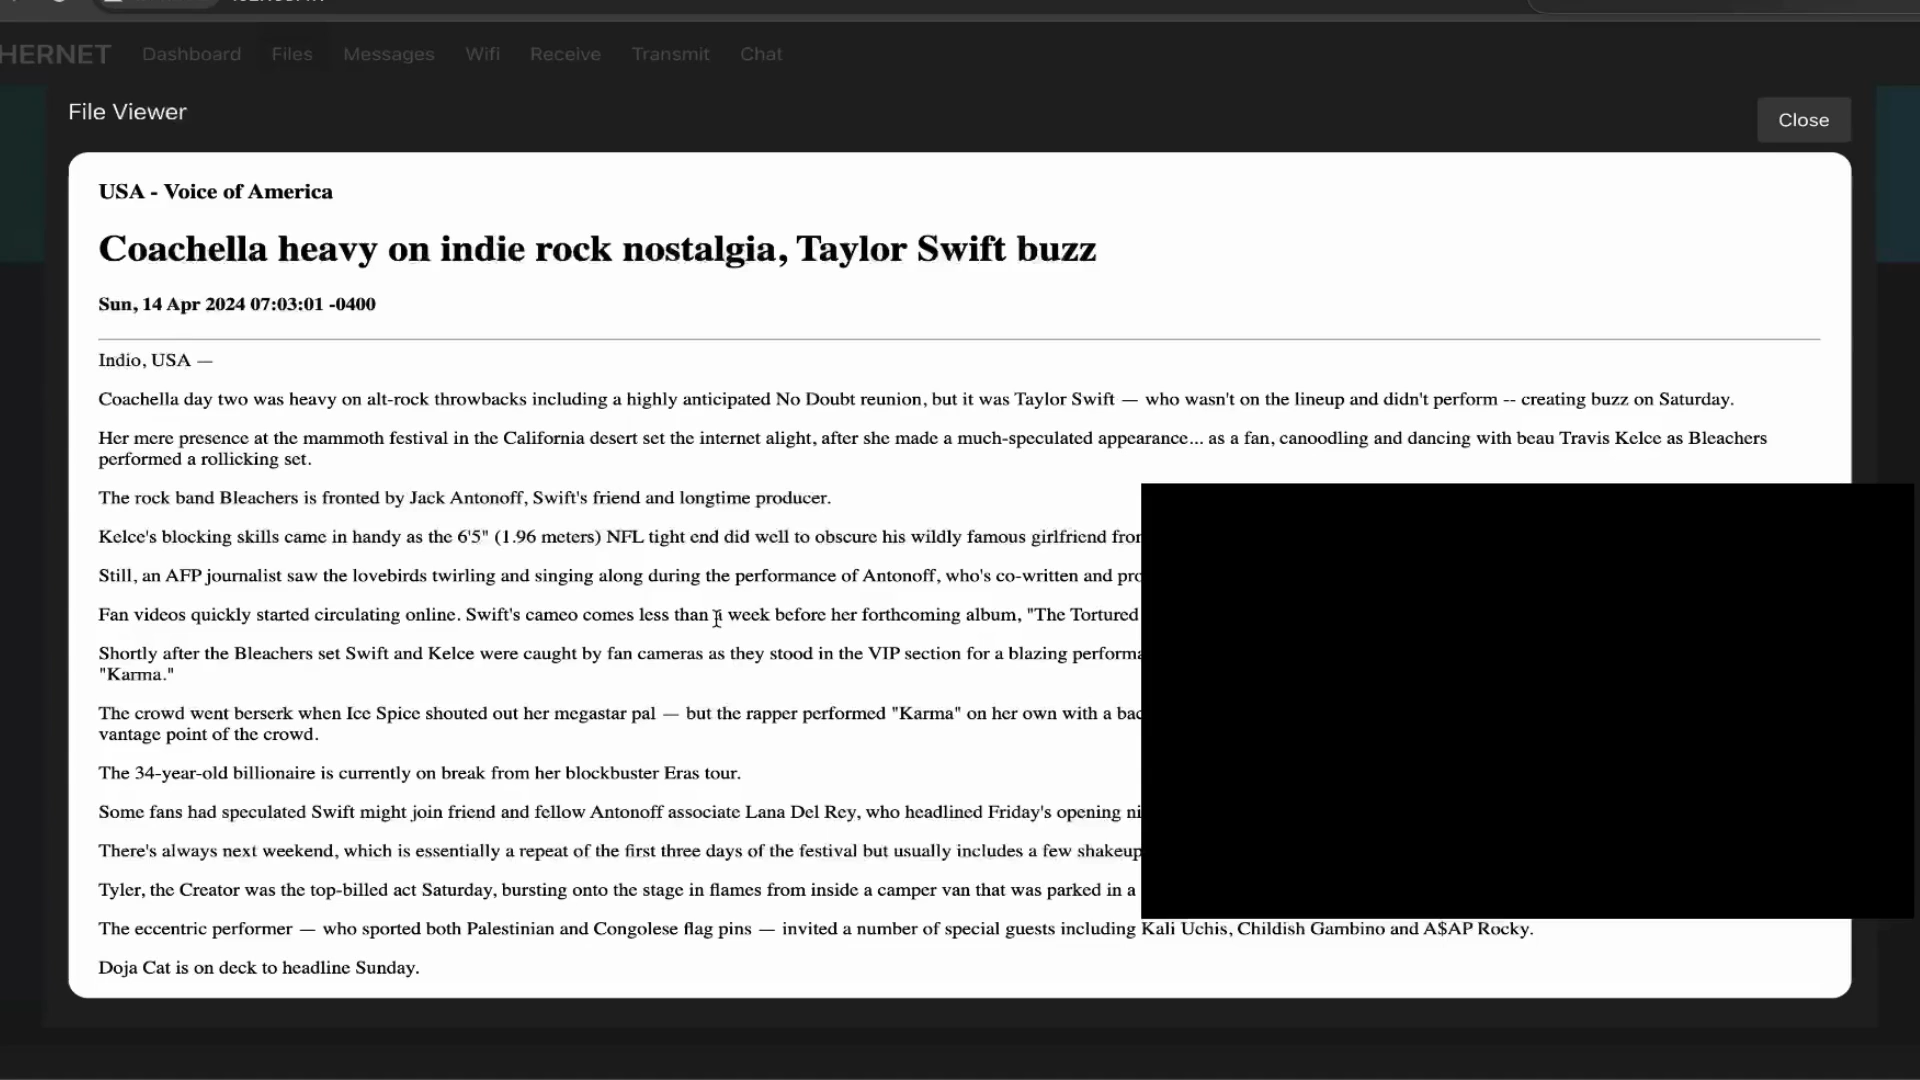 HERNET Dashboard Files Messages Wifi Receive Transmit Chat
File Viewer
Close
USA - Voice of America
Coachella heavy on indie rock nostalgia, Taylor Swift buzz
Sun, 14 Apr 2024 07:03:01 -0400
Indio, USA —
Coachella day two was heavy on alt-rock throwbacks including a highly anticipated No Doubt reunion, but it was Taylor Swift — who wasn't on the lineup and didn't perform -- creating buzz on Saturday.
Her mere presence at the mammoth festival in the California desert set the internet alight, after she made a much-speculated appearance... as a fan, canoodling and dancing with beau Travis Kelce as Bleachers
performed a rollicking set.
The rock band Bleachers is fronted by Jack Antonoff, Swift's friend and longtime producer.
Kelce's blocking skills came in handy as the 6'5" (1.96 meters) NFL tight end did well to obscure his wildly famous girlfriend
Still, an AFP journalist saw the lovebirds twirling and singing along during the performance of Antonoff, who's co-written and
Fan videos quickly started circulating online. Swift's cameo comes less than a week before her forthcoming album, "The Tortured
Shortly after the Bleachers set Swift and Kelce were caught by fan cameras as they stood in the VIP section for a blazing
"Karma."
The crowd went berserk when Ice Spice shouted out her megastar pal — but the rapper performed "Karma" on her own with a
vantage point of the crowd.
The 34-year-old billionaire is currently on break from her blockbuster Eras tour.
Some fans had speculated Swift might join friend and fellow Antonoff associate Lana Del Rey, who headlined Friday's opening
There's always next weekend, which is essentially a repeat of the first three days of the festival but usually includes a few
Tyler, the Creator was the top-billed act Saturday, bursting onto the stage in flames from inside a camper van that was parked in a
The eccentric performer — who sported both Palestinian and Congolese flag pins — invited a number of special guests including Kali Uchis, Childish Gambino and A$AP Rocky.
Doja Cat is on deck to headline Sunday.